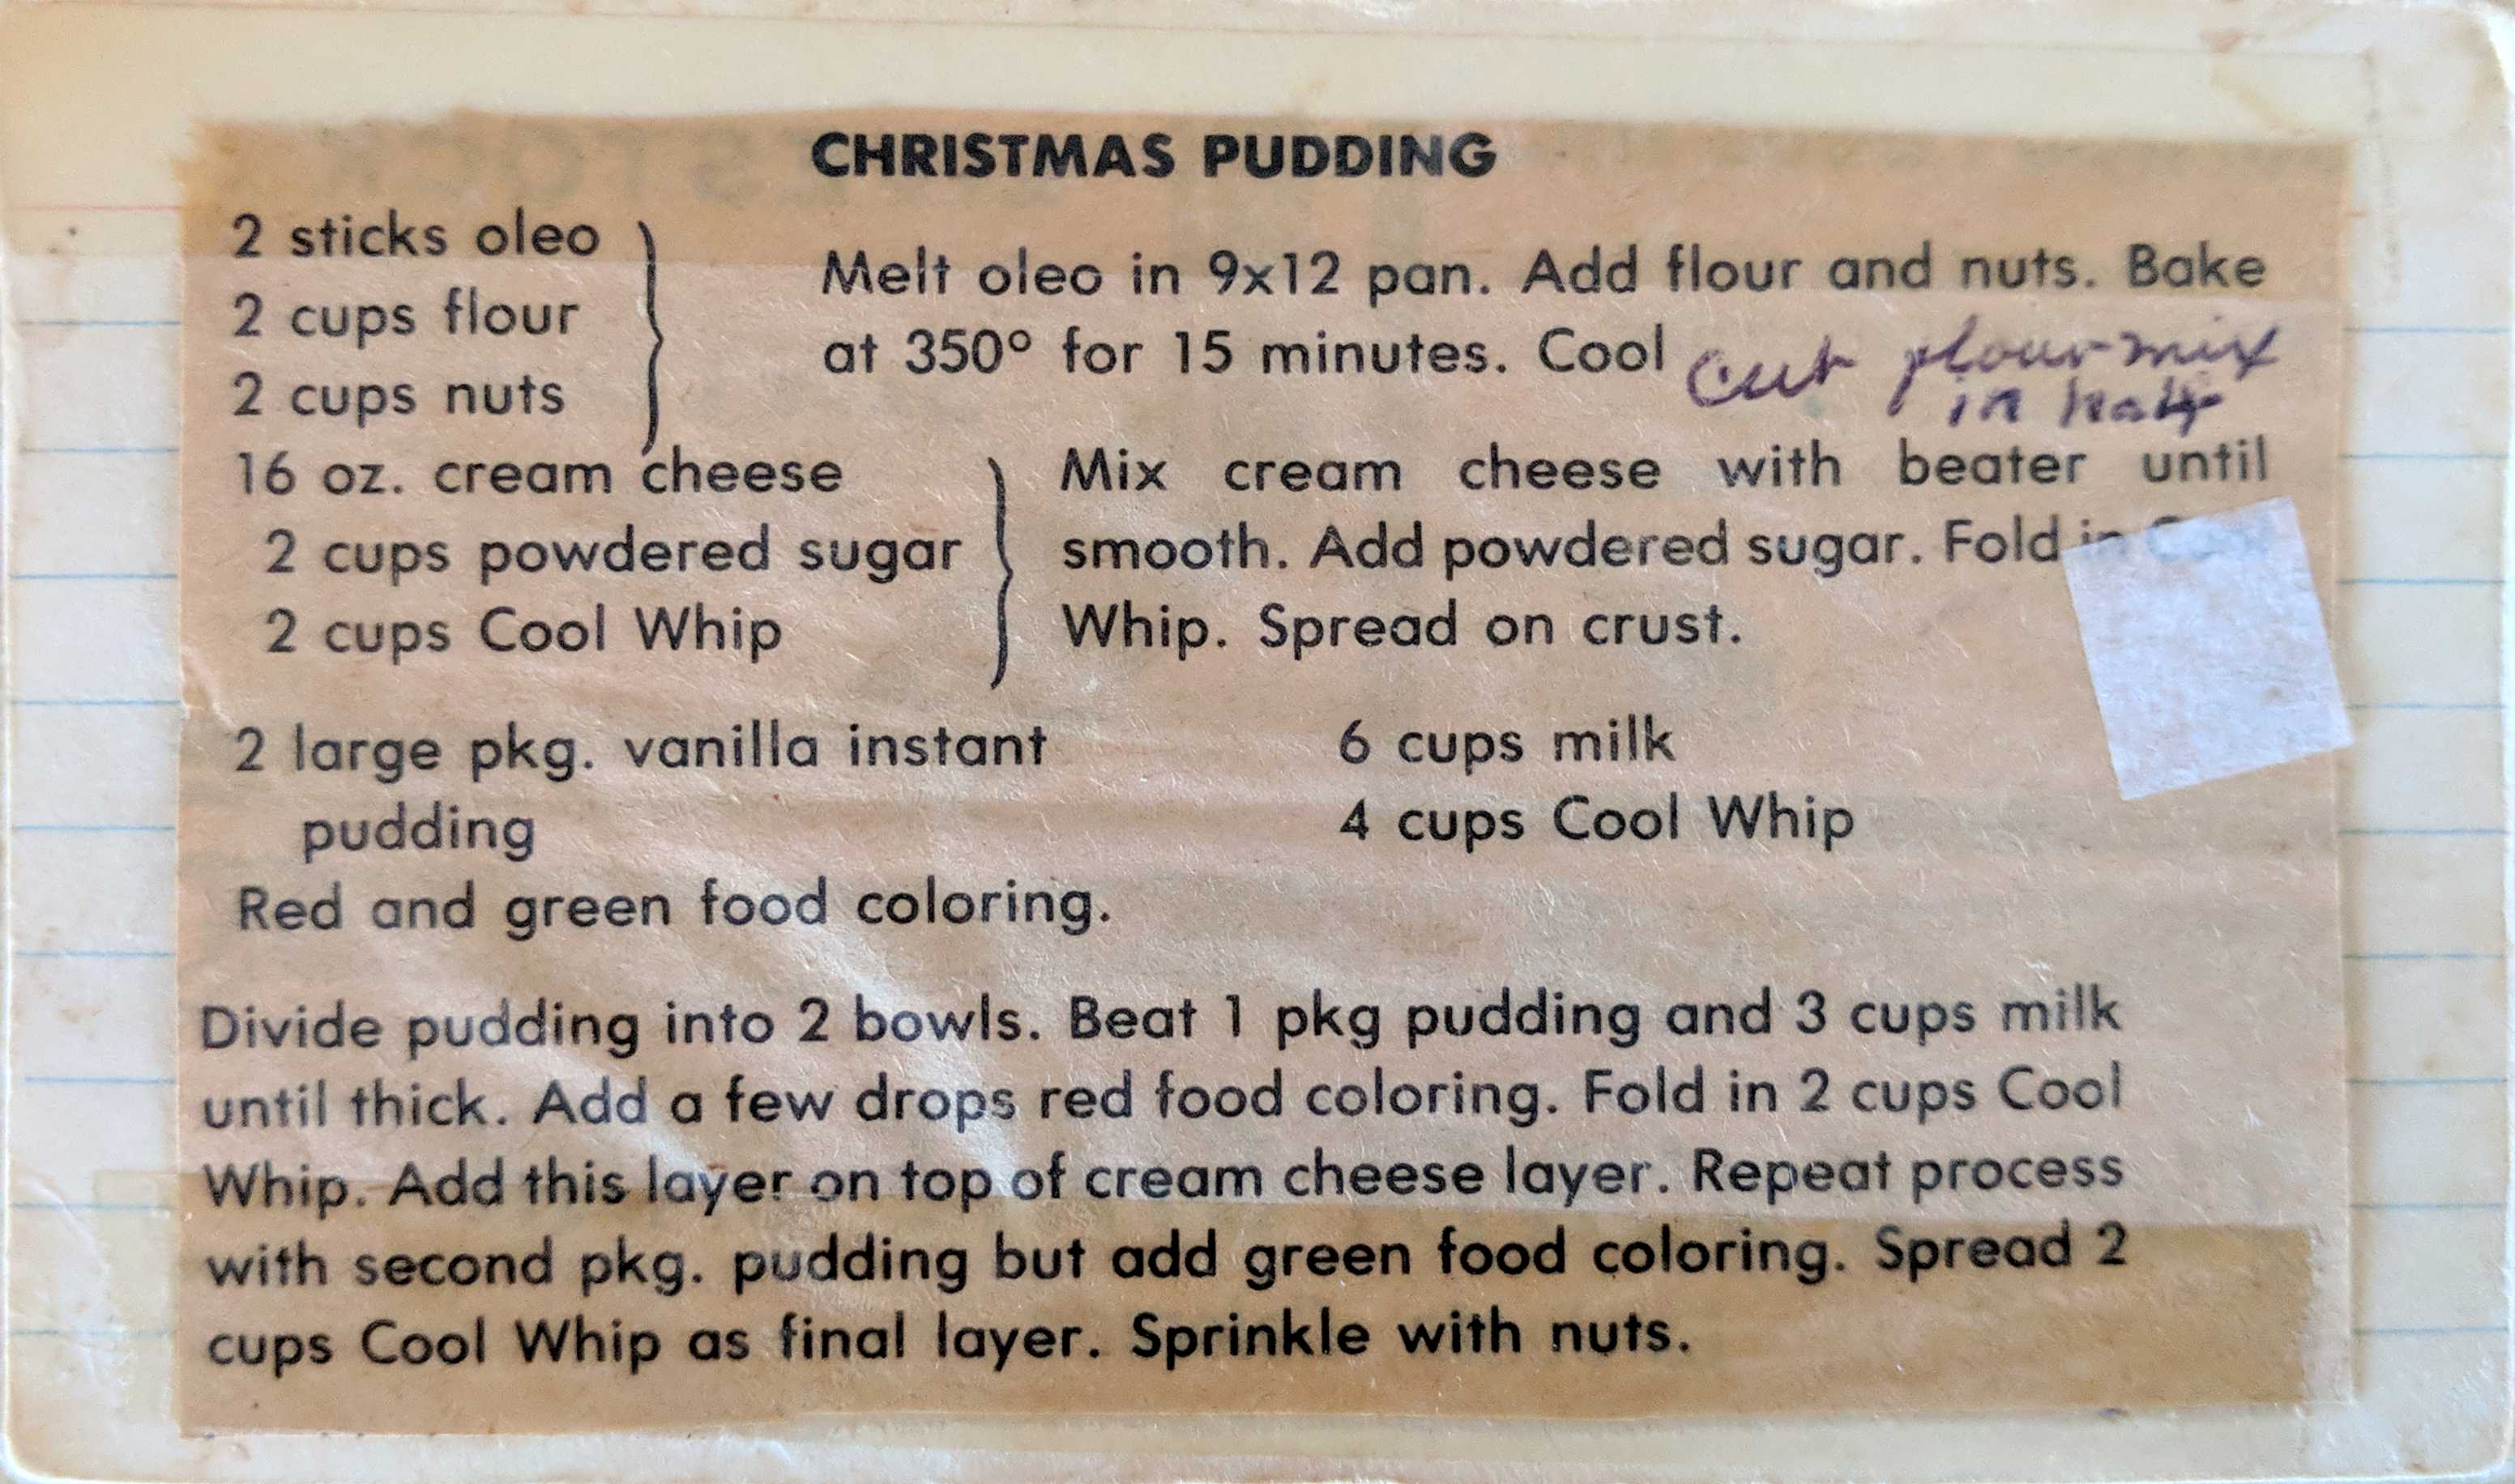 CHRISTMAS PUDDING
2 sticks oleo
2 cups flour
2 cups nuts
Melt oleo in 9x12 pan. Add flour and nuts. Bake
at 350° for 15 minutes. Cool
cut flour mix
in half
16 oz. cream cheese
2 cups powdered sugar
2 cups Cool Whip
Mix cream cheese with beater until
smooth. Add powdered sugar. Fold in Cool
Whip. Spread on crust.
2 large pkg. vanilla instant
pudding
Red and green food coloring.
6 cups milk
4 cups Cool Whip
Divide pudding into 2 bowls. Beat 1 pkg pudding and 3 cups milk
until thick. Add a few drops red food coloring. Fold in 2 cups Cool
Whip. Add this layer on top of cream cheese layer. Repeat process
with second pkg. pudding but add green food coloring. Spread 2
cups Cool Whip as final layer. Sprinkle with nuts.